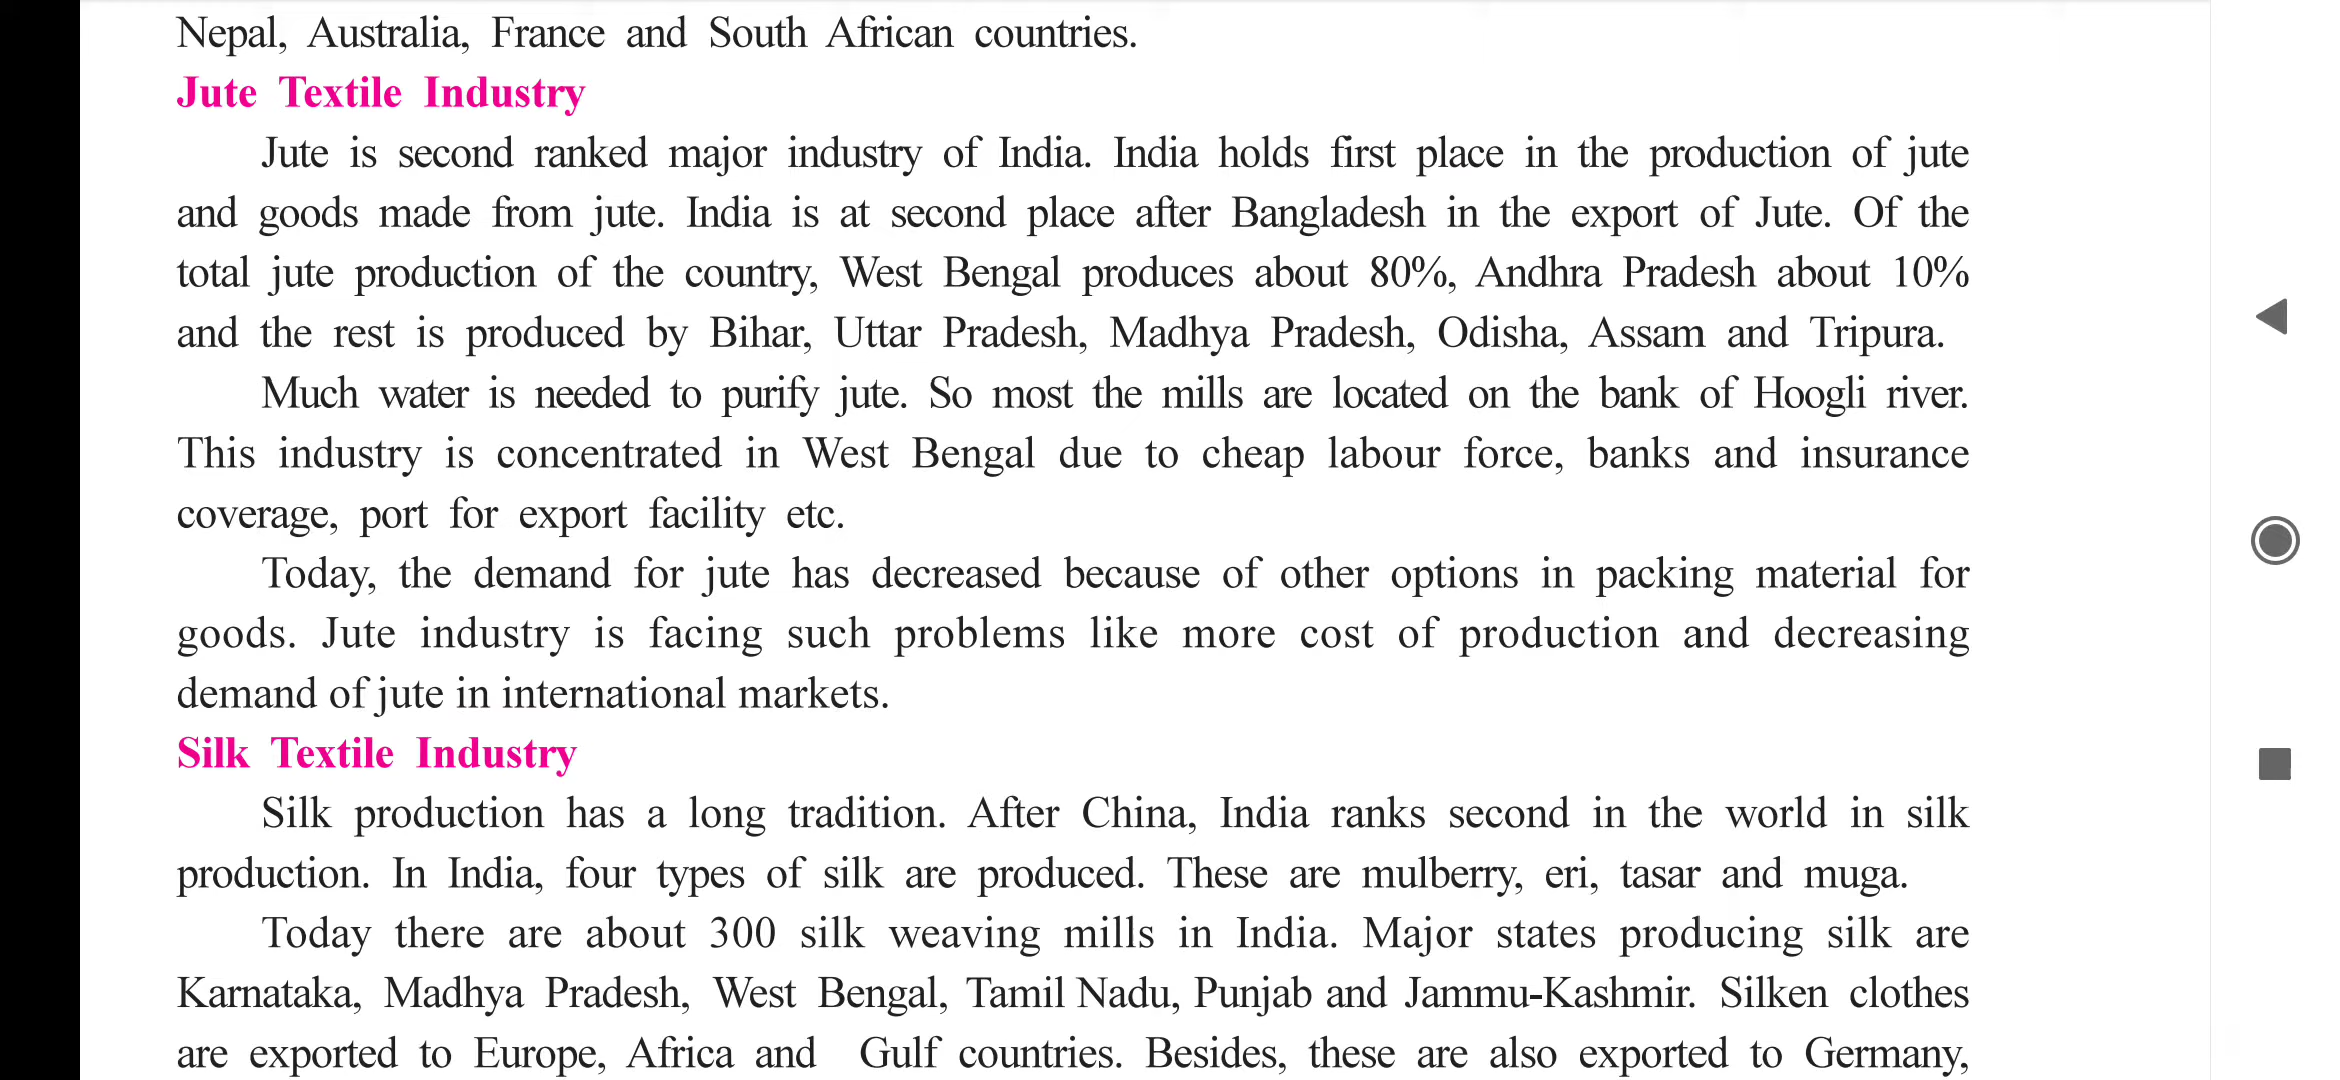 Nepal, Australia, France and South African countries.
Jute Textile Industry
Jute is second ranked major industry of India. India holds first place in the production of jute
and goods made from jute. India is at second place after Bangladesh in the export of Jute. Of the
total jute production of the country, West Bengal produces about 80%, Andhra Pradesh about 10%
and the rest is produced by Bihar, Uttar Pradesh, Madhya Pradesh, Odisha, Assam and Tripura.
Much water is needed to purify jute. So most the mills are located on the bank of Hoogli river.
This industry is concentrated in West Bengal due to cheap labour force, banks and insurance
coverage, port for export facility etc.
Today, the demand for jute has decreased because of other options in packing material for
goods. Jute industry is facing such problems like more cost of production and decreasing
demand of jute in international markets.
Silk Textile Industry
Silk production has a long tradition. After China, India ranks second in the world in silk
production. In India, four types of silk are produced. These are mulberry, eri, tasar and muga.
Today there are about 300 silk weaving mills in India. Major states producing silk are
Karnataka, Madhya Pradesh, West Bengal, Tamil Nadu, Punjab and Jammu-Kashmir. Silken clothes
are exported to Europe, Africa and Gulf countries. Besides, these are also exported to Germany,